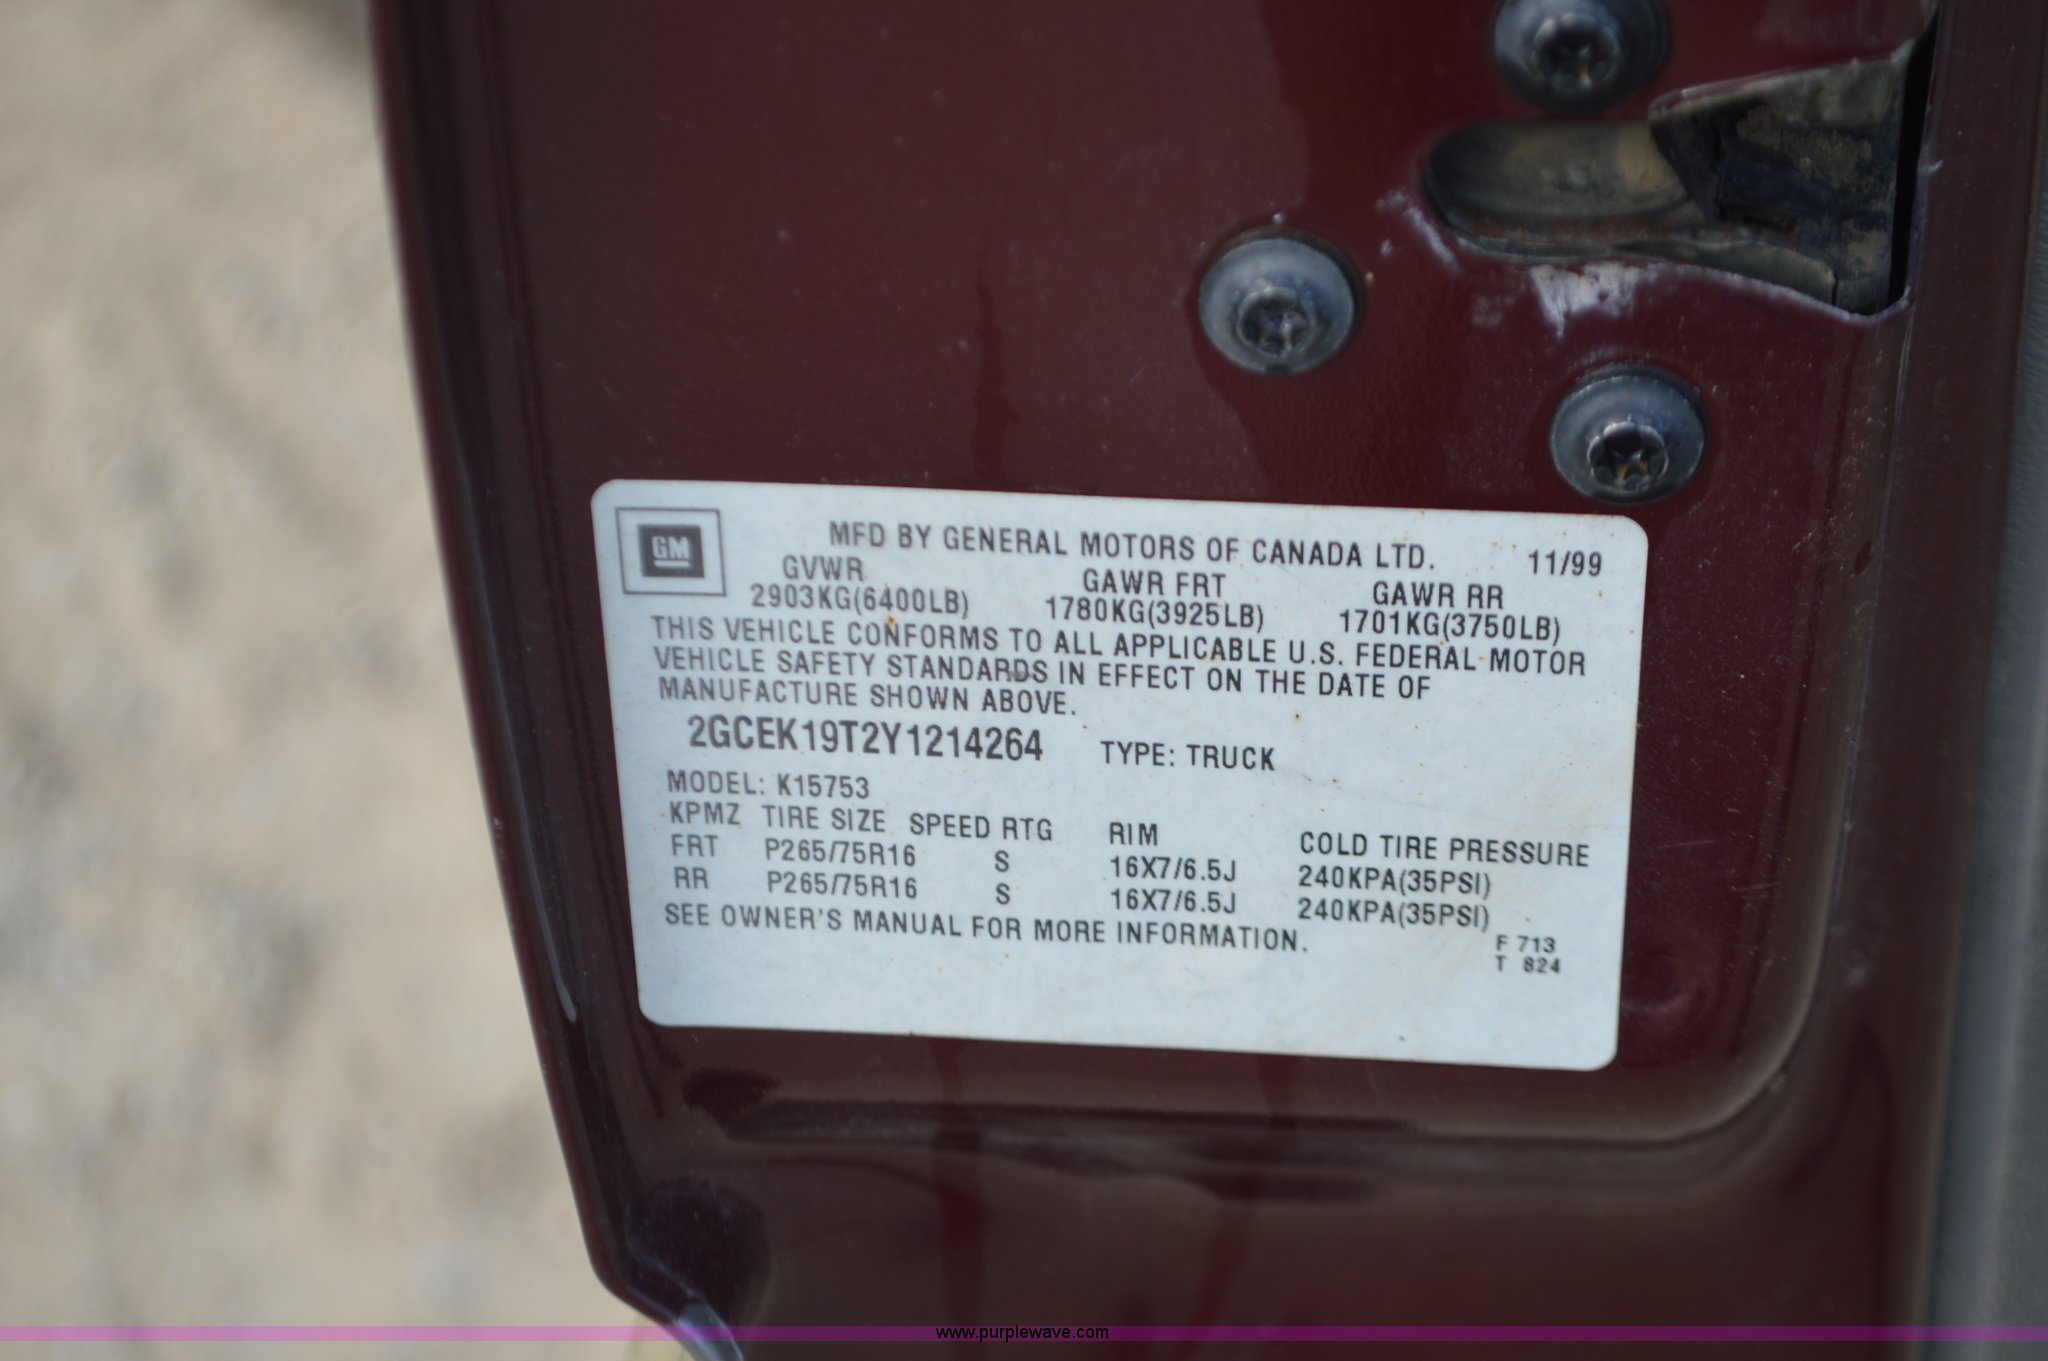 GM
MFD BY GENERAL MOTORS OF CANADA LTD. 11/99
GVWR GAWR FRT GAWR RR
2903KG(6400LB) 1780KG(3925LB) 1701KG(3750LB)
THIS VEHICLE CONFORMS TO ALL APPLICABLE U.S. FEDERAL MOTOR
VEHICLE SAFETY STANDARDS IN EFFECT ON THE DATE OF
MANUFACTURE SHOWN ABOVE.
2GCEK19T2Y1214264 TYPE: TRUCK
MODEL: K15753
KPMZ TIRE SIZE SPEED RTG RIM COLD TIRE PRESSURE
FRT P265/75R16 S 16X7/6.5J 240KPA(35PSI)
RR P265/75R16 S 16X7/6.5J 240KPA(35PSI)
SEE OWNER'S MANUAL FOR MORE INFORMATION.
F 713
T 824
www.purplewave.com